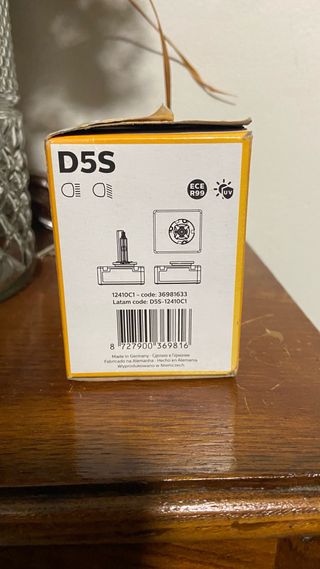 D5S
ECE
R99
UV
12410C1 - code: 36981633
Latam code: D5S-12410C1
8 727900 369816
Made in Germany - Сделано в Германии
Fabricado na Alemanha - Hecho en Alemania
Wyprodukowano w Niemczech.